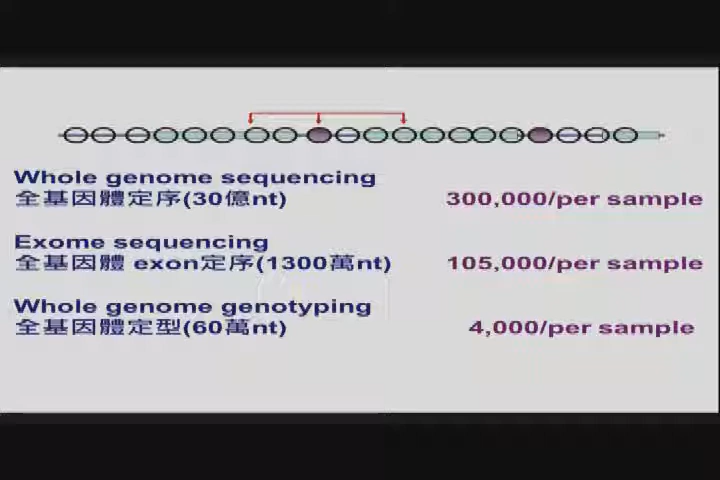 Whole genome sequencing
全基因體定序(30億nt) 300,000/per sample
Exome sequencing
全基因體 exon定序(1300萬nt) 105,000/per sample
Whole genome genotyping
全基因體定型(60萬nt) 4,000/per sample